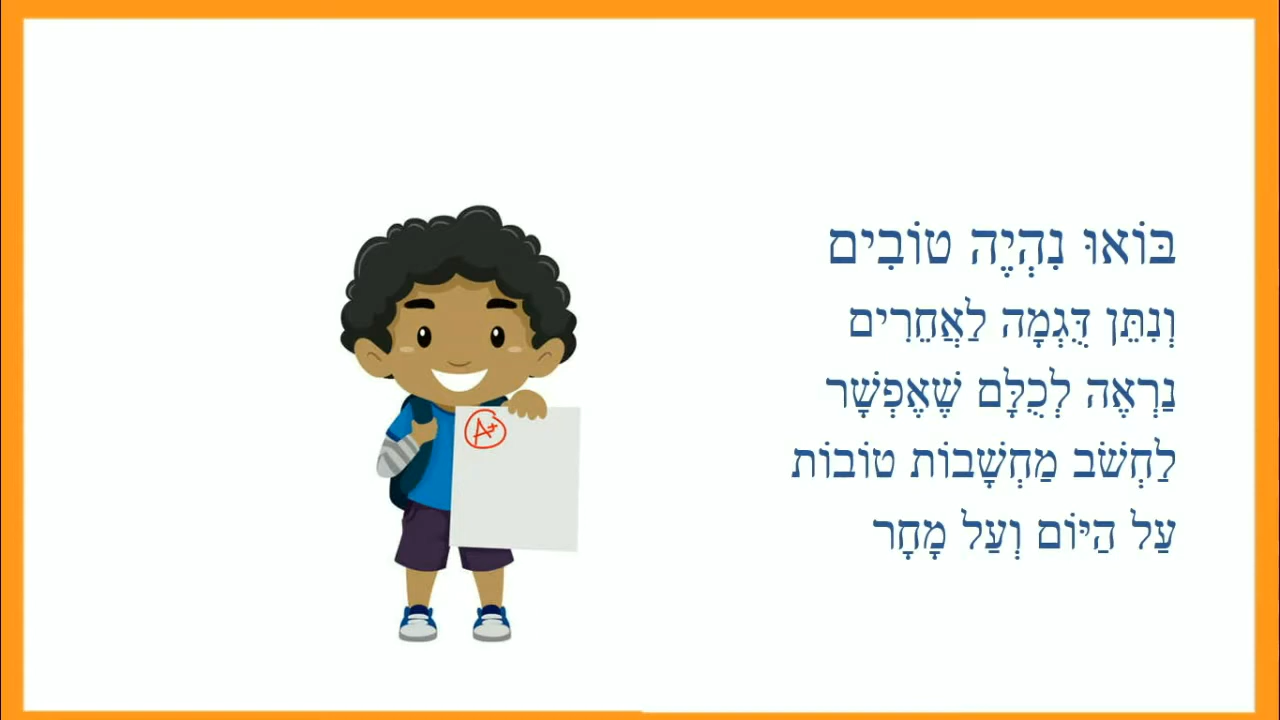 בּוֹאוּ נִהְיֶה טוֹבִים
וְנִתֵּן דֻּגְמָה לַאֲחֵרִים
נַרְאֶה לְכֻלָּם שֶׁאֶפְשָׁר
לַחְשֹׁב מַחְשָׁבוֹת טוֹבוֹת
עַל הַיּוֹם וְעַל מָחָר
A+